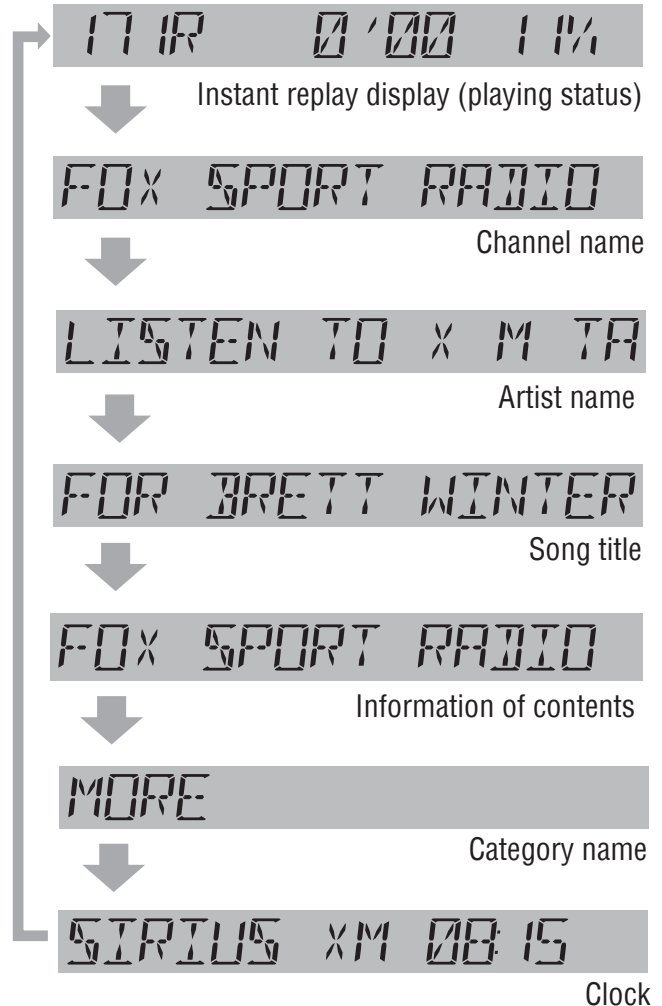 171R 0'00 11%
Instant replay display (playing status)
FOX SPORT RADIO
Channel name
LISTEN TO X M TA
Artist name
FOR BRETT WINTER
Song title
FOX SPORT RADIO
Information of contents
MORE
Category name
SIRIUS XM 08:15
Clock